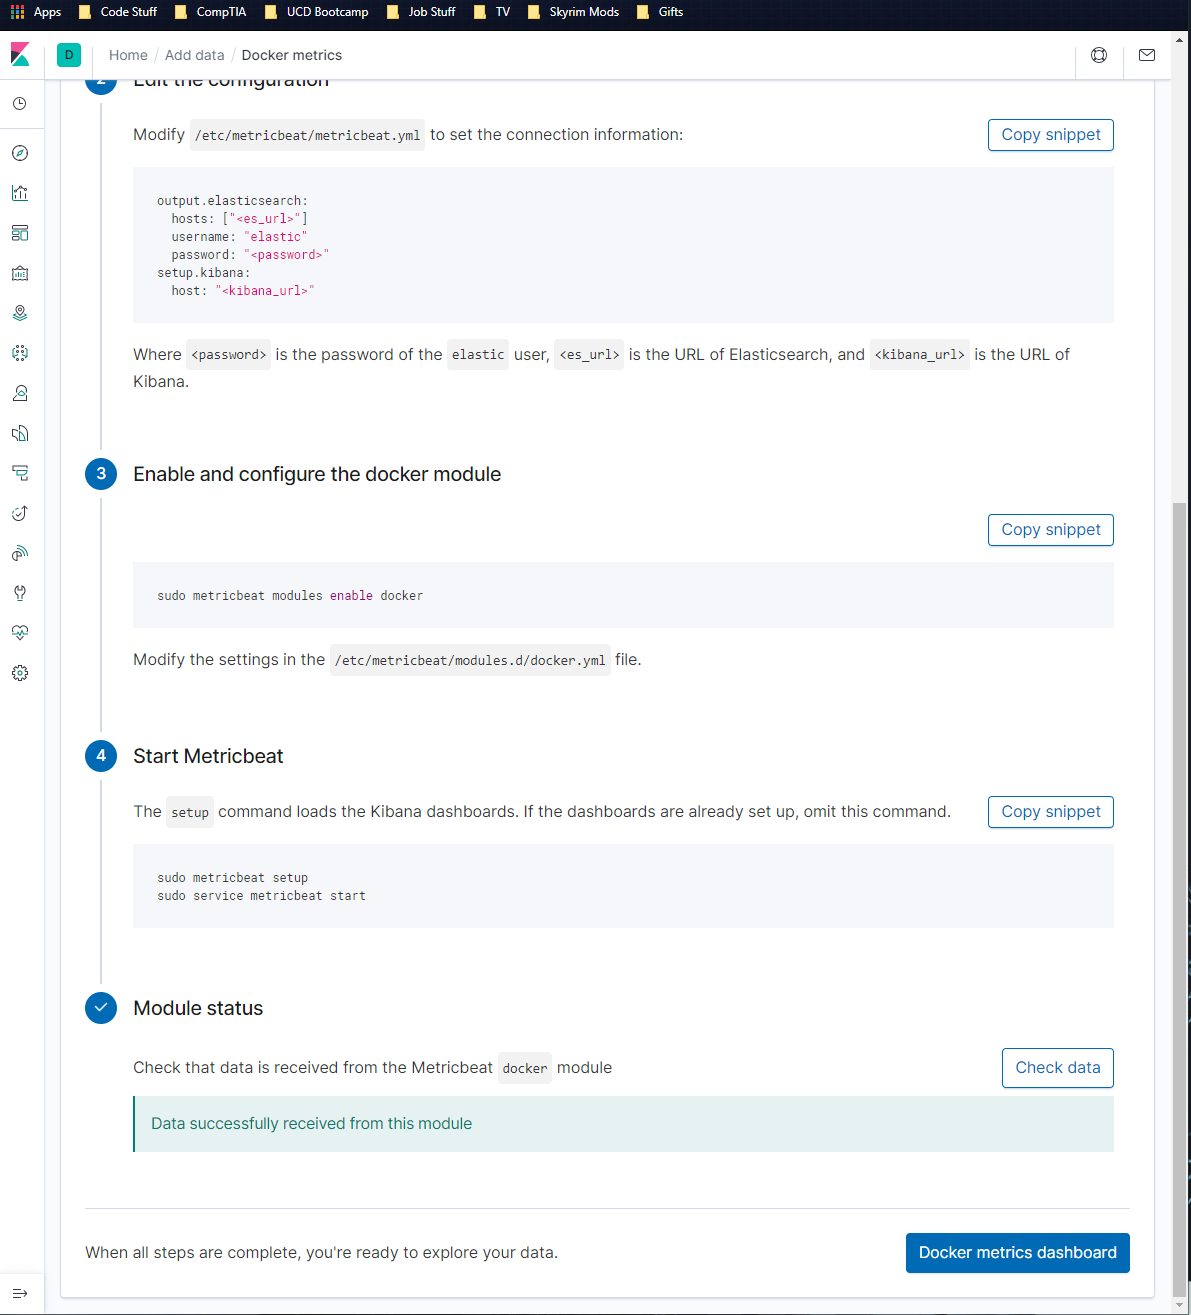 Apps Code Stuff CompTIA UCD Bootcamp Job Stuff TV Skyrim Mods Gifts
D Home / Add data / Docker metrics
2 Edit the configuration
Modify /etc/metricbeat/metricbeat.yml to set the connection information: Copy snippet
output.elasticsearch:
  hosts: ["<es_url>"]
  username: "elastic"
  password: "<password>"
setup.kibana:
  host: "<kibana_url>"
Where <password> is the password of the elastic user, <es_url> is the URL of Elasticsearch, and <kibana_url> is the URL of
Kibana.
3 Enable and configure the docker module
Copy snippet
sudo metricbeat modules enable docker
Modify the settings in the /etc/metricbeat/modules.d/docker.yml file.
4 Start Metricbeat
The setup command loads the Kibana dashboards. If the dashboards are already set up, omit this command. Copy snippet
sudo metricbeat setup
sudo service metricbeat start
Module status
Check that data is received from the Metricbeat docker module Check data
Data successfully received from this module
When all steps are complete, you're ready to explore your data. Docker metrics dashboard